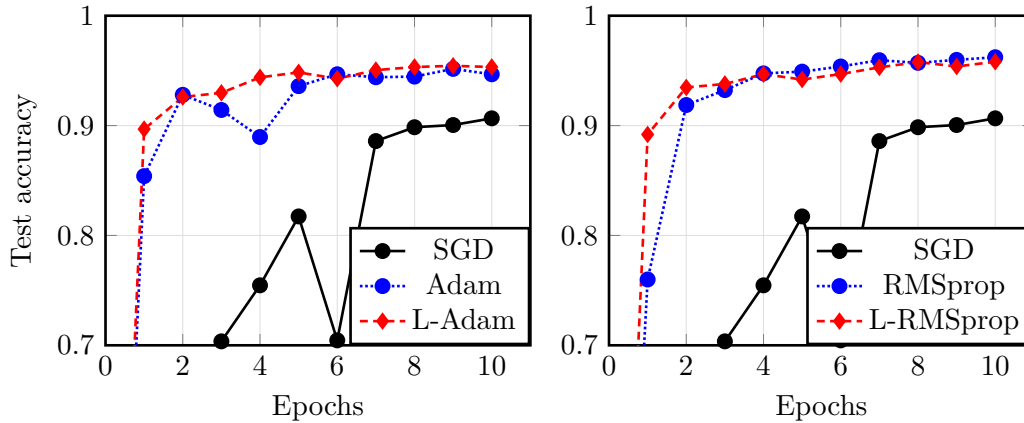 1
0.9
0.8
0.7
0 2 4 6 8 10
Epochs
Test accuracy
SGD
Adam
L-Adam
1
0.9
0.8
0.7
0 2 4 6 8 10
Epochs
SGD
RMSprop
L-RMSprop